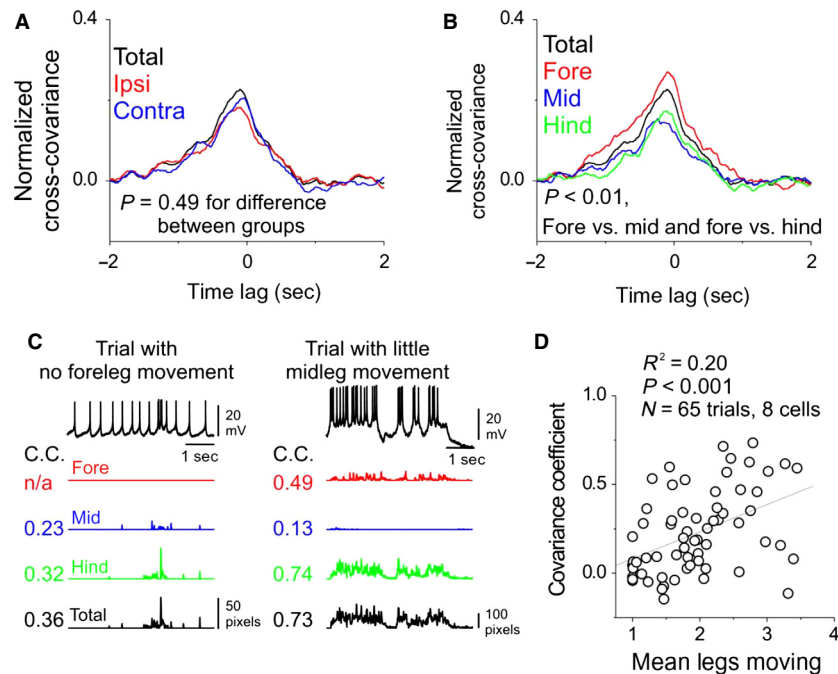 A
0.4
Total
Ipsi
Contra
Normalized
cross-covariance
0.0
P = 0.49 for difference
between groups
−2
0
2
Time lag (sec)
B
0.4
Total
Fore
Mid
Hind
Normalized
cross-covariance
0.0
P < 0.01,
Fore vs. mid and fore vs. hind
−2
0
2
Time lag (sec)
C
Trial with
no foreleg movement
20
mV
1 sec
C.C.
n/a
Fore
0.23
Mid
0.32
Hind
0.36
Total
50
pixels
Trial with little
midleg movement
20
mV
1 sec
C.C.
0.49
0.13
0.74
0.73
100
pixels
D
R² = 0.20
P < 0.001
N = 65 trials, 8 cells
Covariance coefficient
1.0
0.5
0.0
1
2
3
4
Mean legs moving